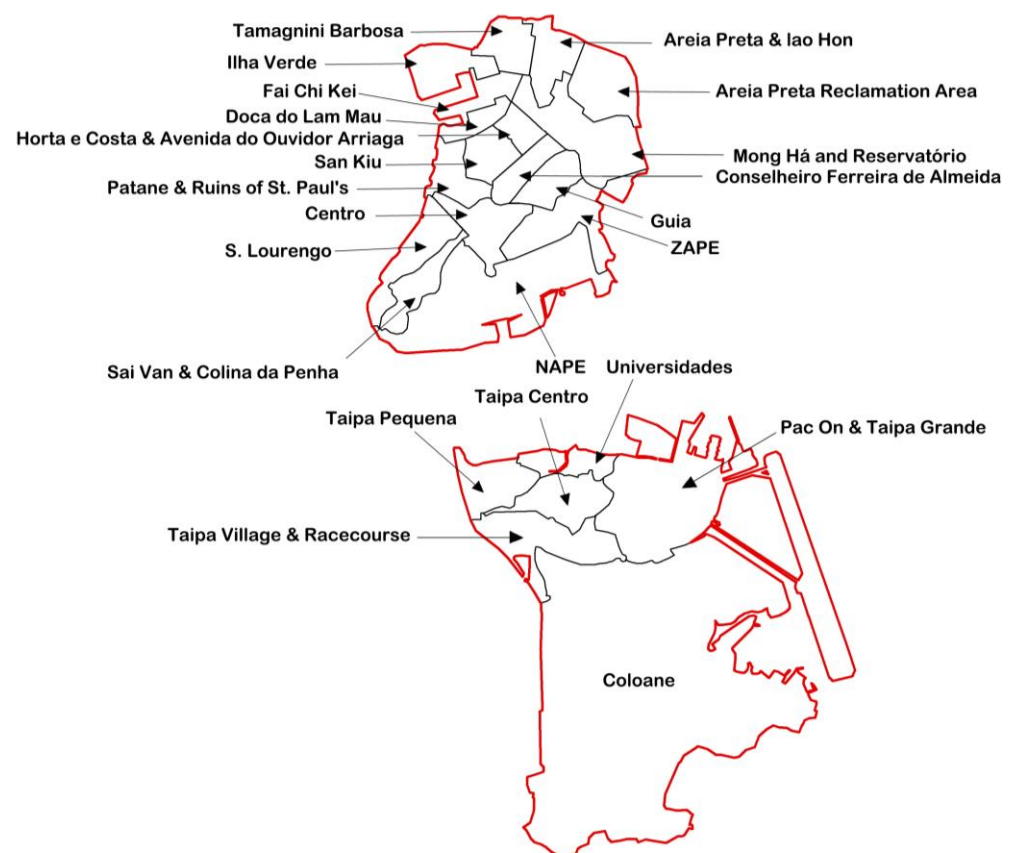 Tamagnini Barbosa
Areia Preta & Iao Hon
Ilha Verde
Fai Chi Kei
Areia Preta Reclamation Area
Doca do Lam Mau
Horta e Costa & Avenida do Ouvidor Arriaga
San Kiu
Mong Há and Reservatório
Conselheiro Ferreira de Almeida
Patane & Ruins of St. Paul's
Centro
Guia
S. Lourengo
ZAPE
Sai Van & Colina da Penha
NAPE
Universidades
Taipa Centro
Taipa Pequena
Pac On & Taipa Grande
Taipa Village & Racecourse
Coloane